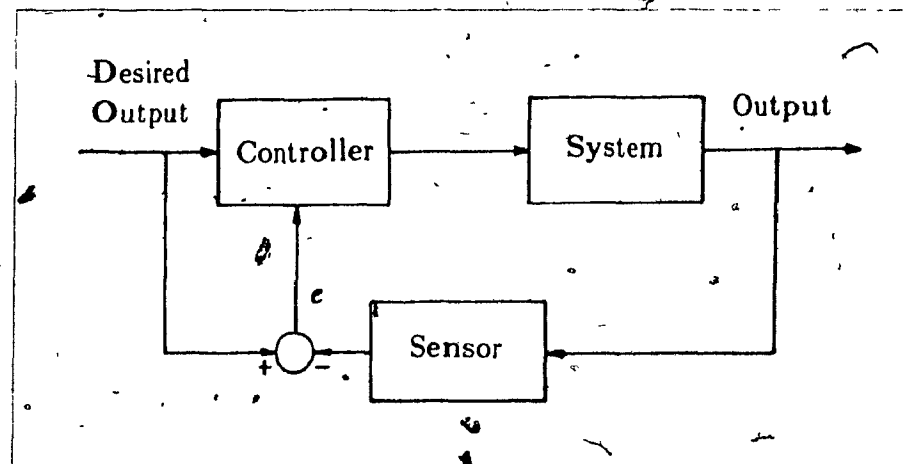 Desired
Output
Controller
System
Output
e
+
-
Sensor